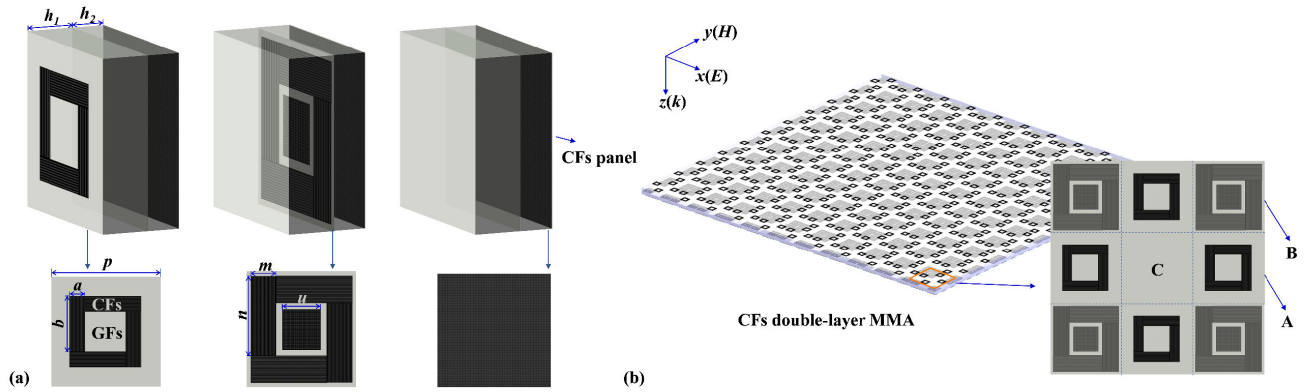 h₁ h₂
CFs panel
p
a
b
CFs
GFs
m
n
u
(a)
y(H)
x(E)
z(k)
CFs double-layer MMA
B
C
A
(b)